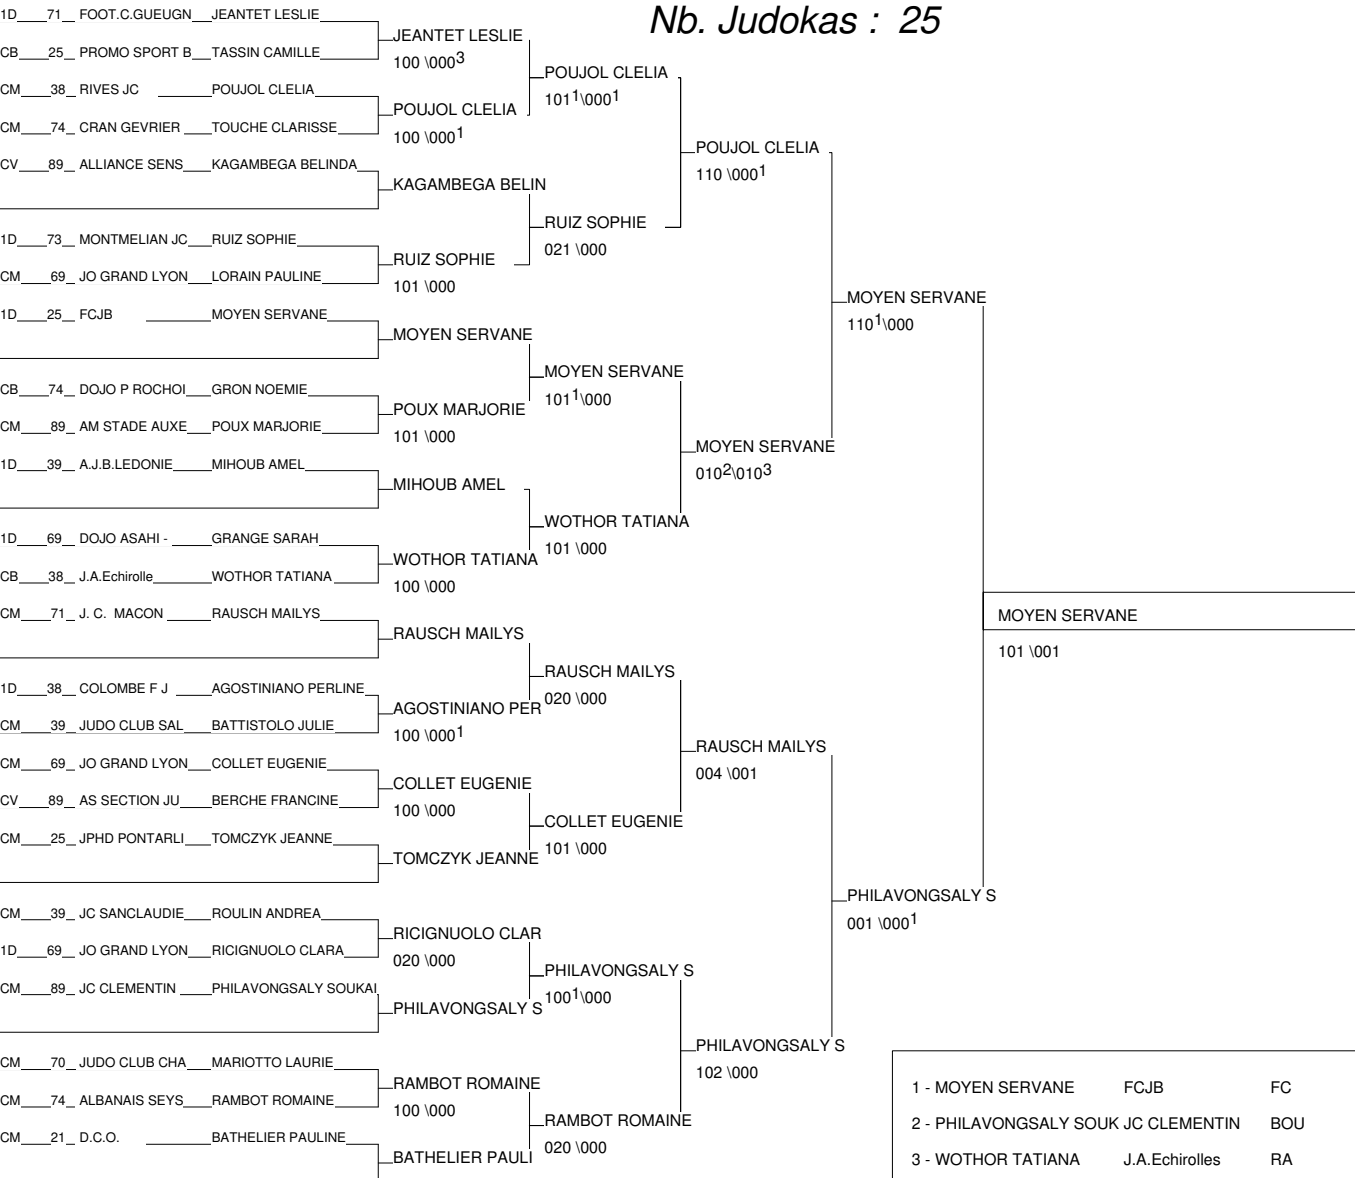 Nb. Judokas : 25
1D 71 FOOT.C.GUEUGN JEANTET LESLIE
CB 25 PROMO SPORT B TASSIN CAMILLE
CM 38 RIVES JC POUJOL CLELIA
CM 74 CRAN GEVRIER TOUCHE CLARISSE
CV 89 ALLIANCE SENS KAGAMBEGA BELINDA
1D 73 MONTMELIAN JC RUIZ SOPHIE
CM 69 JO GRAND LYON LORAIN PAULINE
1D 25 FCJB MOYEN SERVANE
CB 74 DOJO P ROCHOI GRON NOEMIE
CM 89 AM STADE AUXE POUX MARJORIE
1D 39 A.J.B.LEDONIE MIHOUB AMEL
1D 69 DOJO ASAHI - GRANGE SARAH
CB 38 J.A.Echirolle WOTHOR TATIANA
CM 71 J. C. MACON RAUSCH MAILYS
1D 38 COLOMBE F J AGOSTINIANO PERLINE
CM 39 JUDO CLUB SAL BATTISTOLO JULIE
CM 69 JO GRAND LYON COLLET EUGENIE
CV 89 AS SECTION JU BERCHE FRANCINE
CM 25 JPHD PONTARLI TOMCZYK JEANNE
CM 39 JC SANCLAUDIE ROULIN ANDREA
1D 69 JO GRAND LYON RICIGNUOLO CLARA
CM 89 JC CLEMENTIN PHILAVONGSALY SOUKAI
CM 70 JUDO CLUB CHA MARIOTTO LAURIE
CM 74 ALBANAIS SEYS RAMBOT ROMAINE
CM 21 D.C.O. BATHELIER PAULINE
JEANTET LESLIE
100 \0003
POUJOL CLELIA
100 \0001
KAGAMBEGA BELIN
RUIZ SOPHIE
101 \000
MOYEN SERVANE
POUX MARJORIE
101 \000
MIHOUB AMEL
WOTHOR TATIANA
100 \000
RAUSCH MAILYS
AGOSTINIANO PER
100 \0001
COLLET EUGENIE
100 \000
TOMCZYK JEANNE
RICIGNUOLO CLAR
020 \000
PHILAVONGSALY S
RAMBOT ROMAINE
100 \000
BATHELIER PAULI
POUJOL CLELIA
1011\0001
RUIZ SOPHIE
021 \000
MOYEN SERVANE
1011\000
WOTHOR TATIANA
101 \000
RAUSCH MAILYS
020 \000
COLLET EUGENIE
101 \000
PHILAVONGSALY S
1001\000
RAMBOT ROMAINE
020 \000
POUJOL CLELIA
110 \0001
MOYEN SERVANE
0102\0103
RAUSCH MAILYS
004 \001
PHILAVONGSALY S
102 \000
MOYEN SERVANE
1101\000
PHILAVONGSALY S
001 \0001
MOYEN SERVANE
101 \001
1 - MOYEN SERVANE FCJB FC
2 - PHILAVONGSALY SOUK JC CLEMENTIN BOU
3 - WOTHOR TATIANA J.A.Echirolles RA